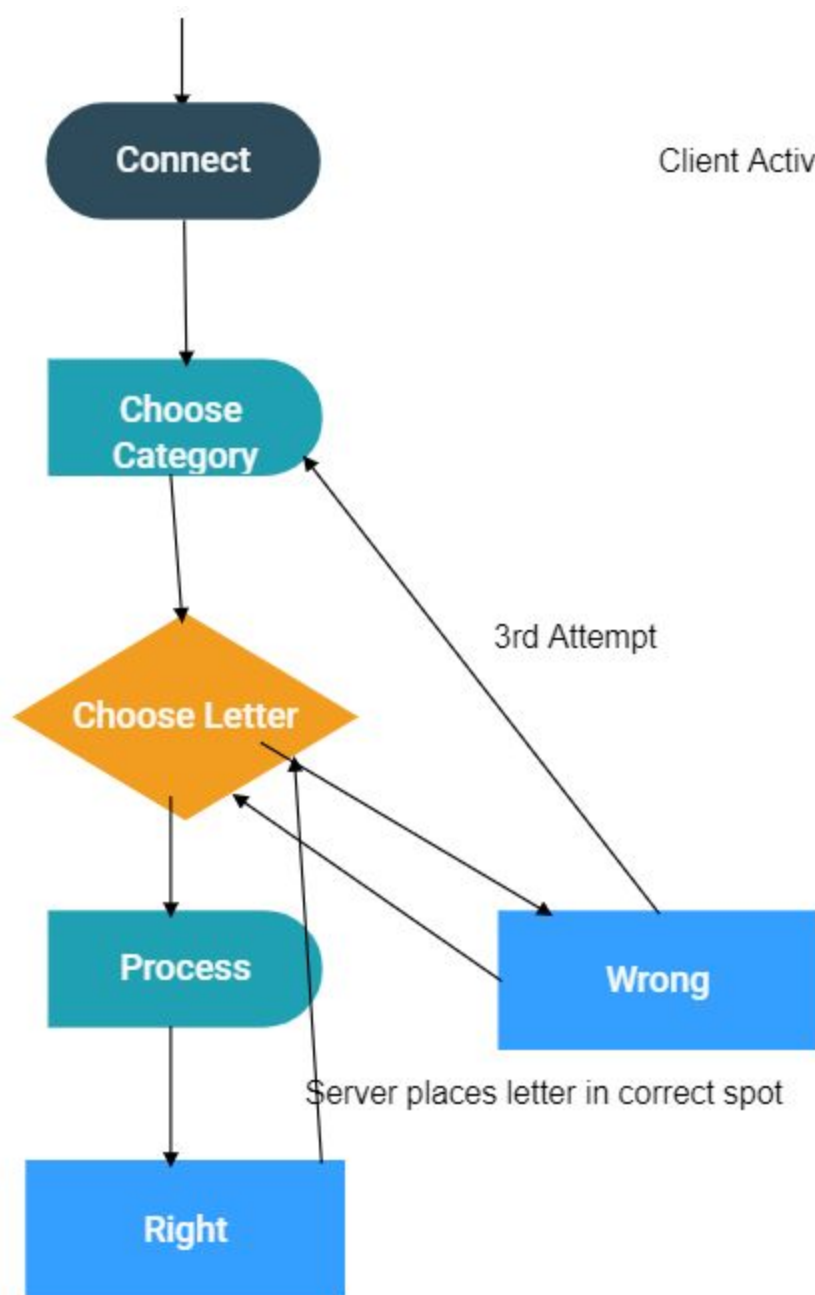 Connect
Client Activ
Choose
Category
3rd Attempt
Choose Letter
Process
Wrong
Server places letter in correct spot
Right